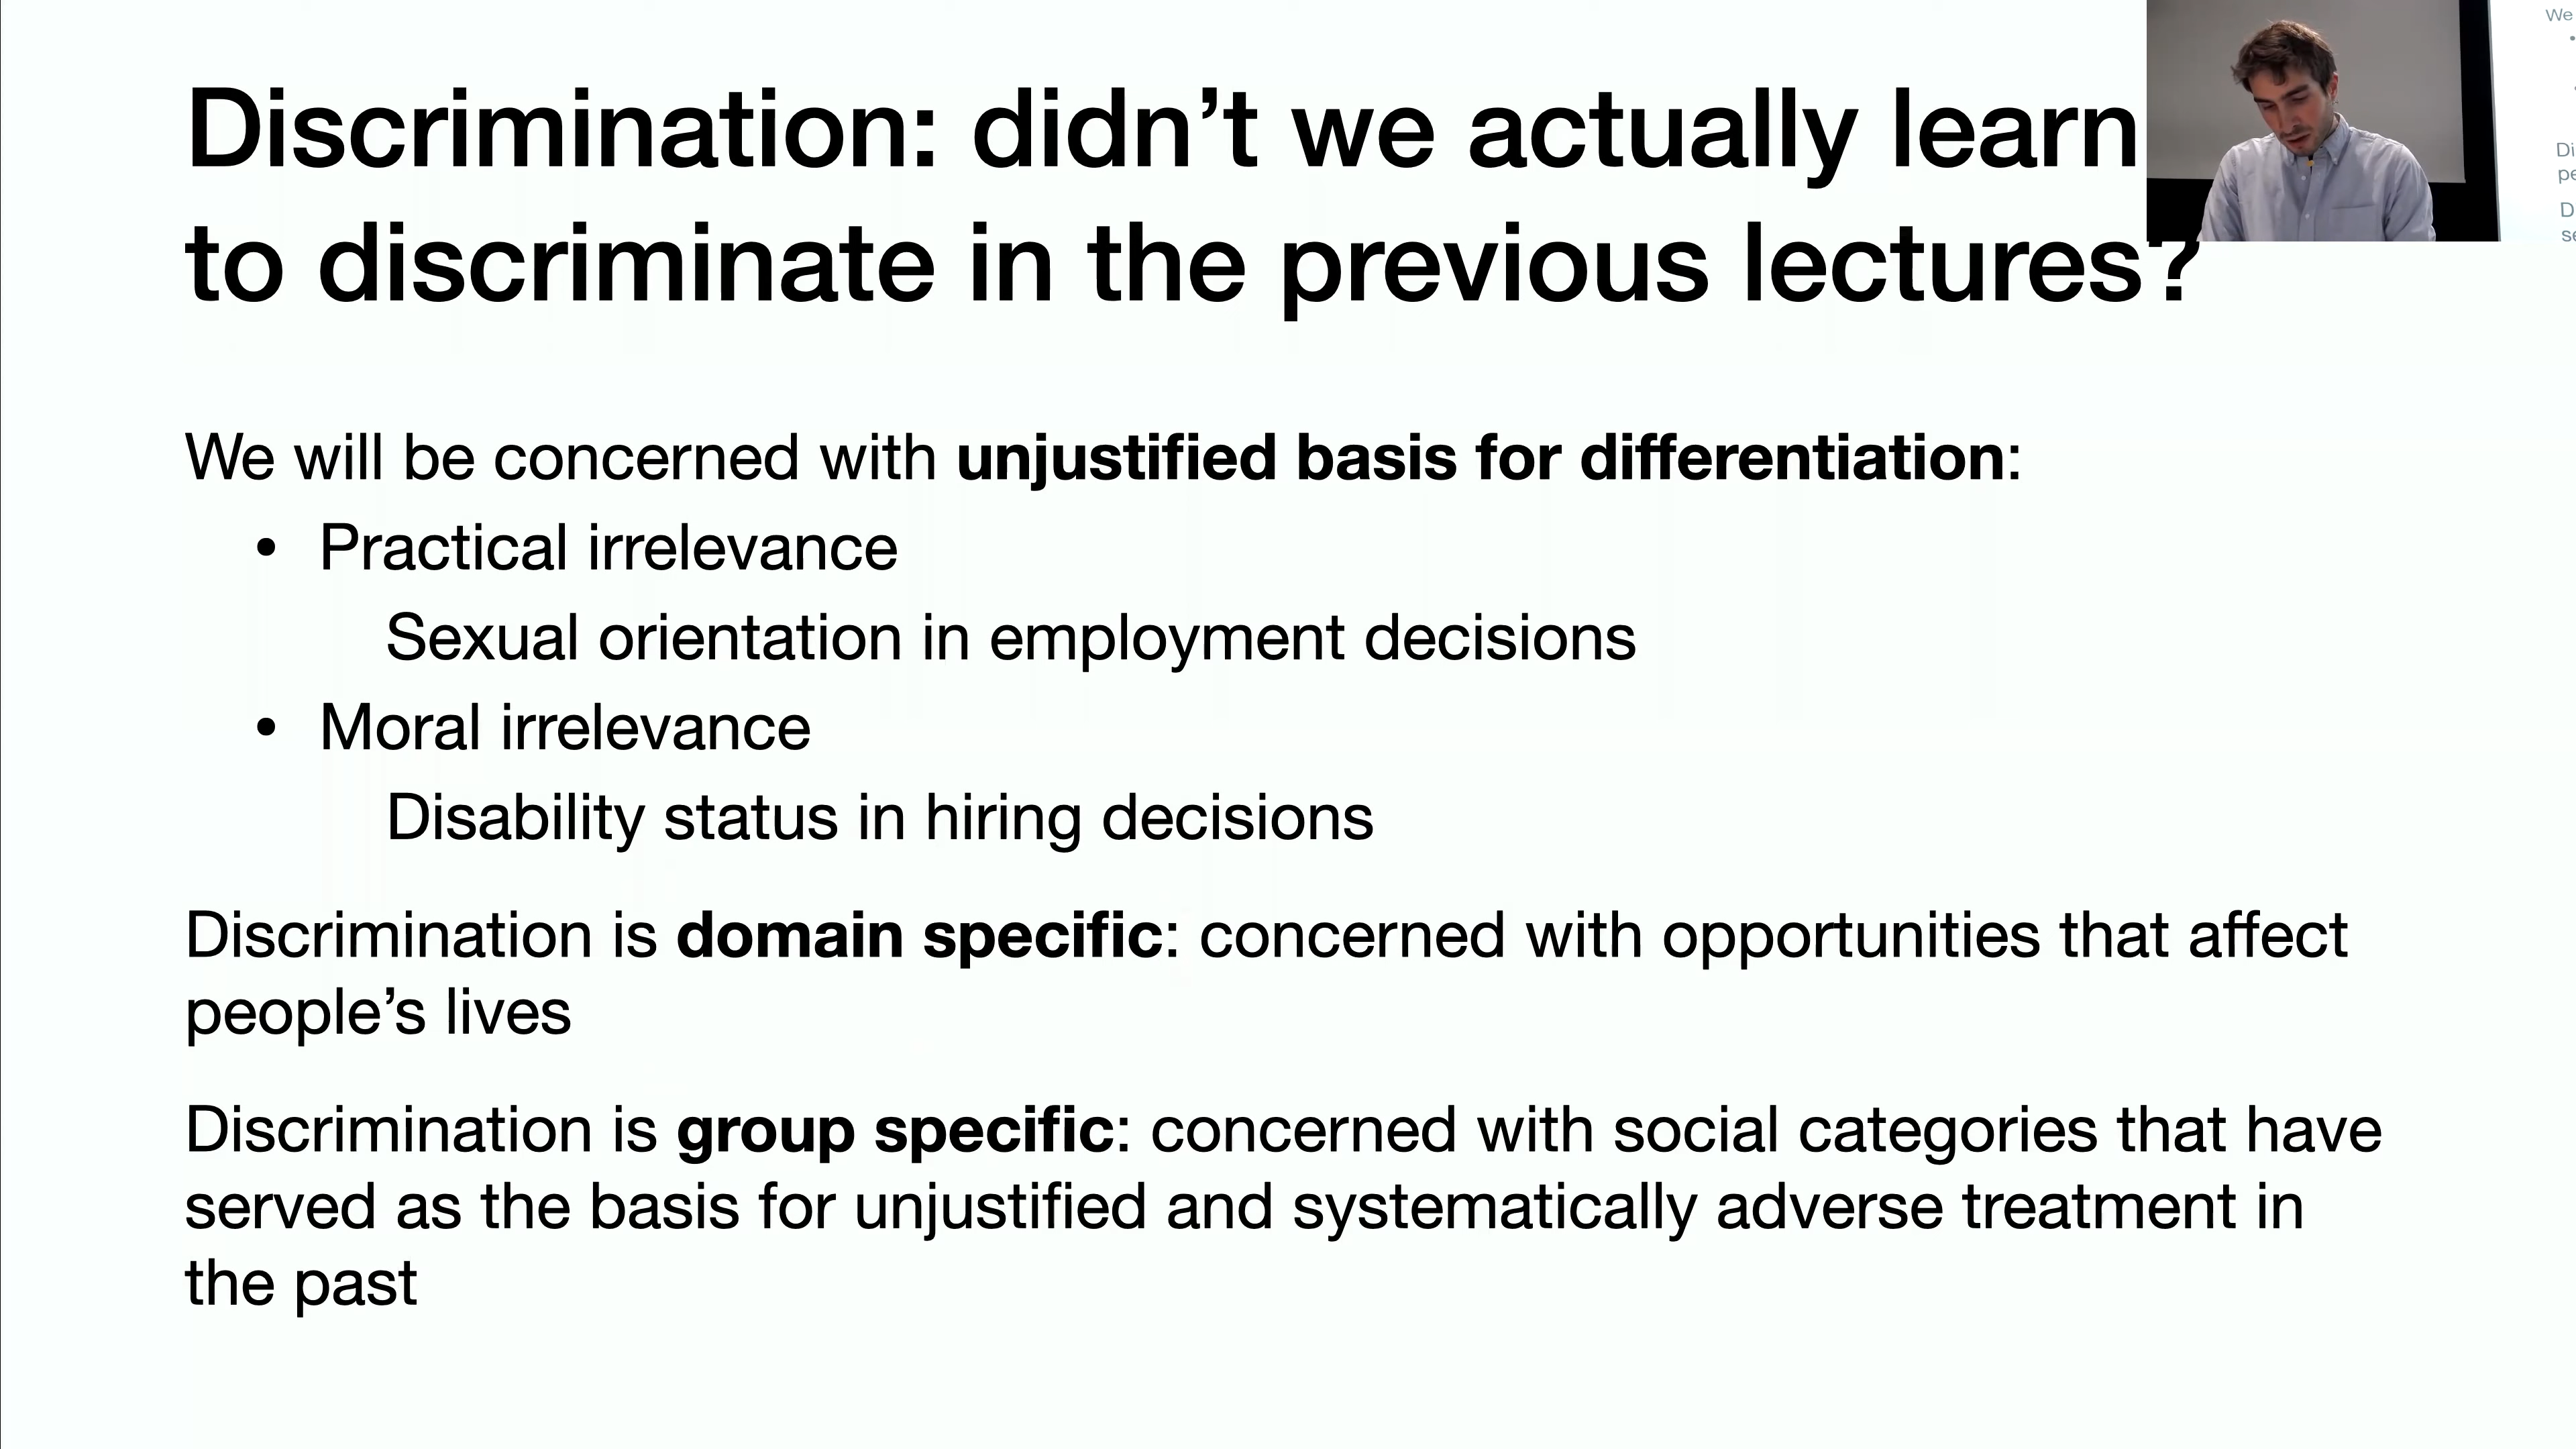 Discrimination: didn’t we actually learn
to discriminate in the previous lectures?
We will be concerned with unjustified basis for differentiation:
• Practical irrelevance
Sexual orientation in employment decisions
• Moral irrelevance
Disability status in hiring decisions
Discrimination is domain specific: concerned with opportunities that affect
people’s lives
Discrimination is group specific: concerned with social categories that have
served as the basis for unjustified and systematically adverse treatment in
the past
We